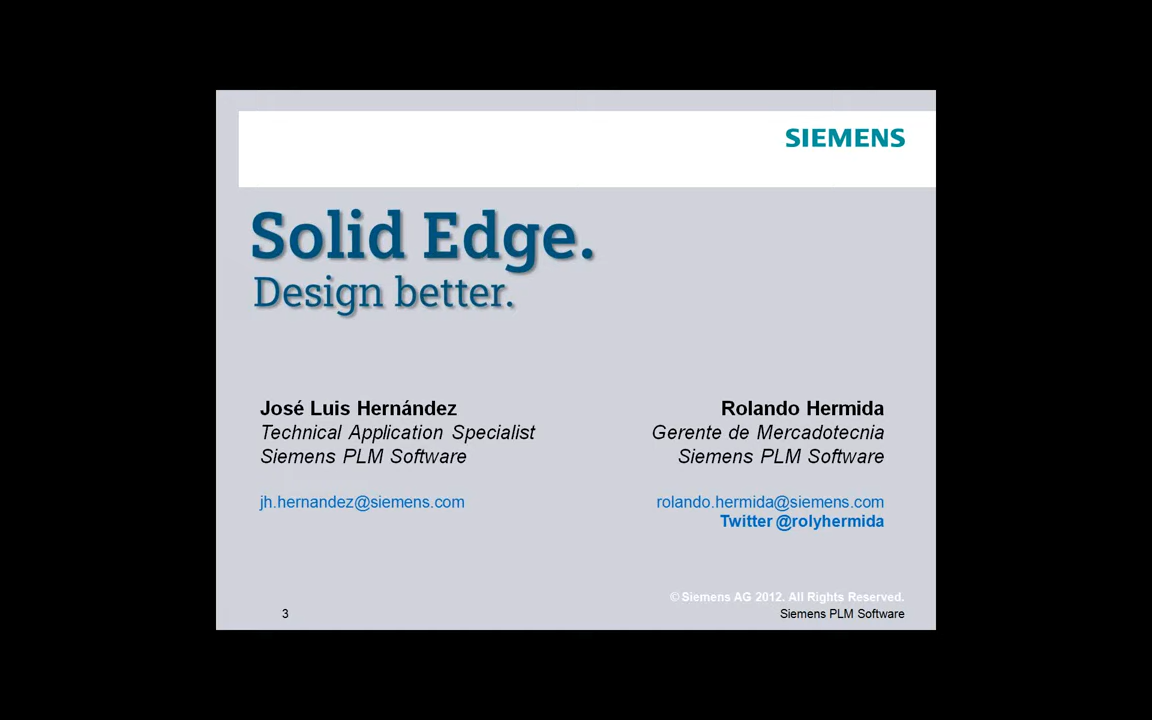 SIEMENS
Solid Edge.
Design better.
José Luis Hernández
Technical Application Specialist
Siemens PLM Software
jh.hernandez@siemens.com
Rolando Hermida
Gerente de Mercadotecnia
Siemens PLM Software
rolando.hermida@siemens.com
Twitter @rolyhermida
© Siemens AG 2012. All Rights Reserved.
3
Siemens PLM Software